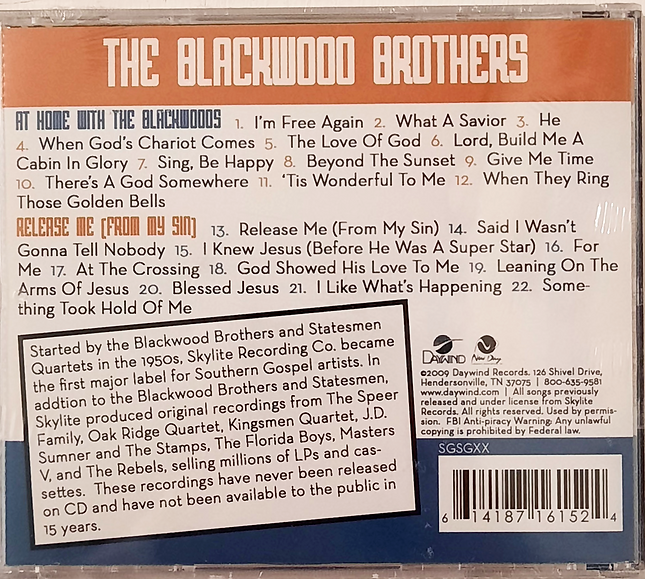 THE BLACKWOOD BROTHERS
AT HOME WITH THE BLACKWOODS 1. I'm Free Again 2. What A Savior 3. He
4. When God's Chariot Comes 5. The Love Of God 6. Lord, Build Me A
Cabin In Glory 7. Sing, Be Happy 8. Beyond The Sunset 9. Give Me Time
10. There's A God Somewhere 11. 'Tis Wonderful To Me 12. When They Ring
Those Golden Bells
RELEASE ME (FROM MY SIN) 13. Release Me (From My Sin) 14. Said I Wasn't
Gonna Tell Nobody 15. I Knew Jesus (Before He Was A Super Star) 16. For
Me 17. At The Crossing 18. God Showed His Love To Me 19. Leaning On The
Arms Of Jesus 20. Blessed Jesus 21. I Like What's Happening 22. Some-
thing Took Hold Of Me
Started by the Blackwood Brothers and Statesmen
Quartets in the 1950s, Skylite Recording Co. became
the first major label for Southern Gospel artists. In
addtion to the Blackwood Brothers and Statesmen,
Skylite produced original recordings from The Speer
Family, Oak Ridge Quartet, Kingsmen Quartet, J.D.
Sumner and The Stamps, The Florida Boys, Masters
V, and The Rebels, selling millions of LPs and cas-
settes. These recordings have never been released
on CD and have not been available to the public in
15 years.
DAYWIND New Day
©2009 Daywind Records. 126 Shivel Drive,
Hendersonville, TN 37075 | 800-635-9581
www.daywind.com | All songs previously
released and under license from Skylite
Records. All rights reserved. Used by permis-
sion. FBI Anti-piracy Warning: Any unlawful
copying is prohibited by Federal law.
SGSGXX
6 14187 16152 4